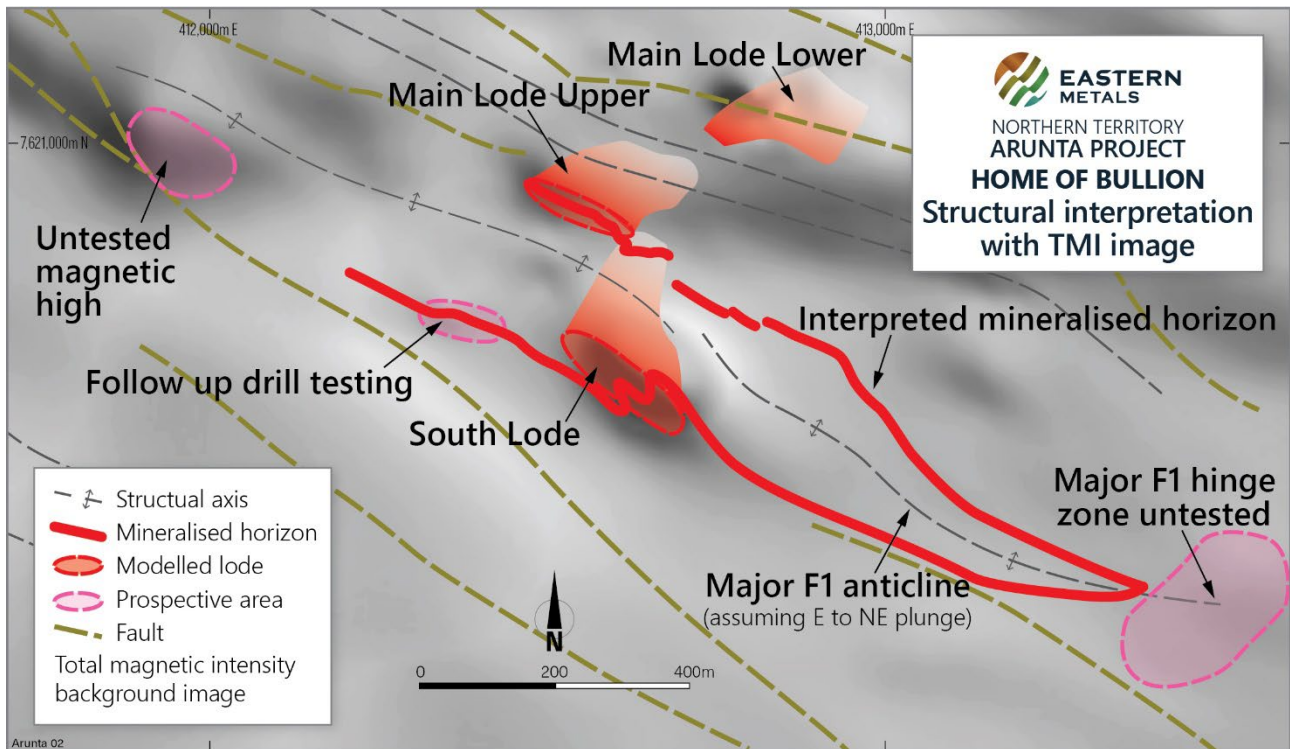 412,000m E
413,000m E
7,621,000m N
Main Lode Lower
Main Lode Upper
EASTERN
METALS
NORTHERN TERRITORY
ARUNTA PROJECT
HOME OF BULLION
Structural interpretation
with TMI image
Untested
magnetic
high
Interpreted mineralised horizon
Follow up drill testing
South Lode
Major F1 hinge
zone untested
Major F1 anticline
(assuming E to NE plunge)
Structual axis
Mineralised horizon
Modelled lode
Prospective area
Fault
Total magnetic intensity
background image
N
0 200 400m
Arunta 02